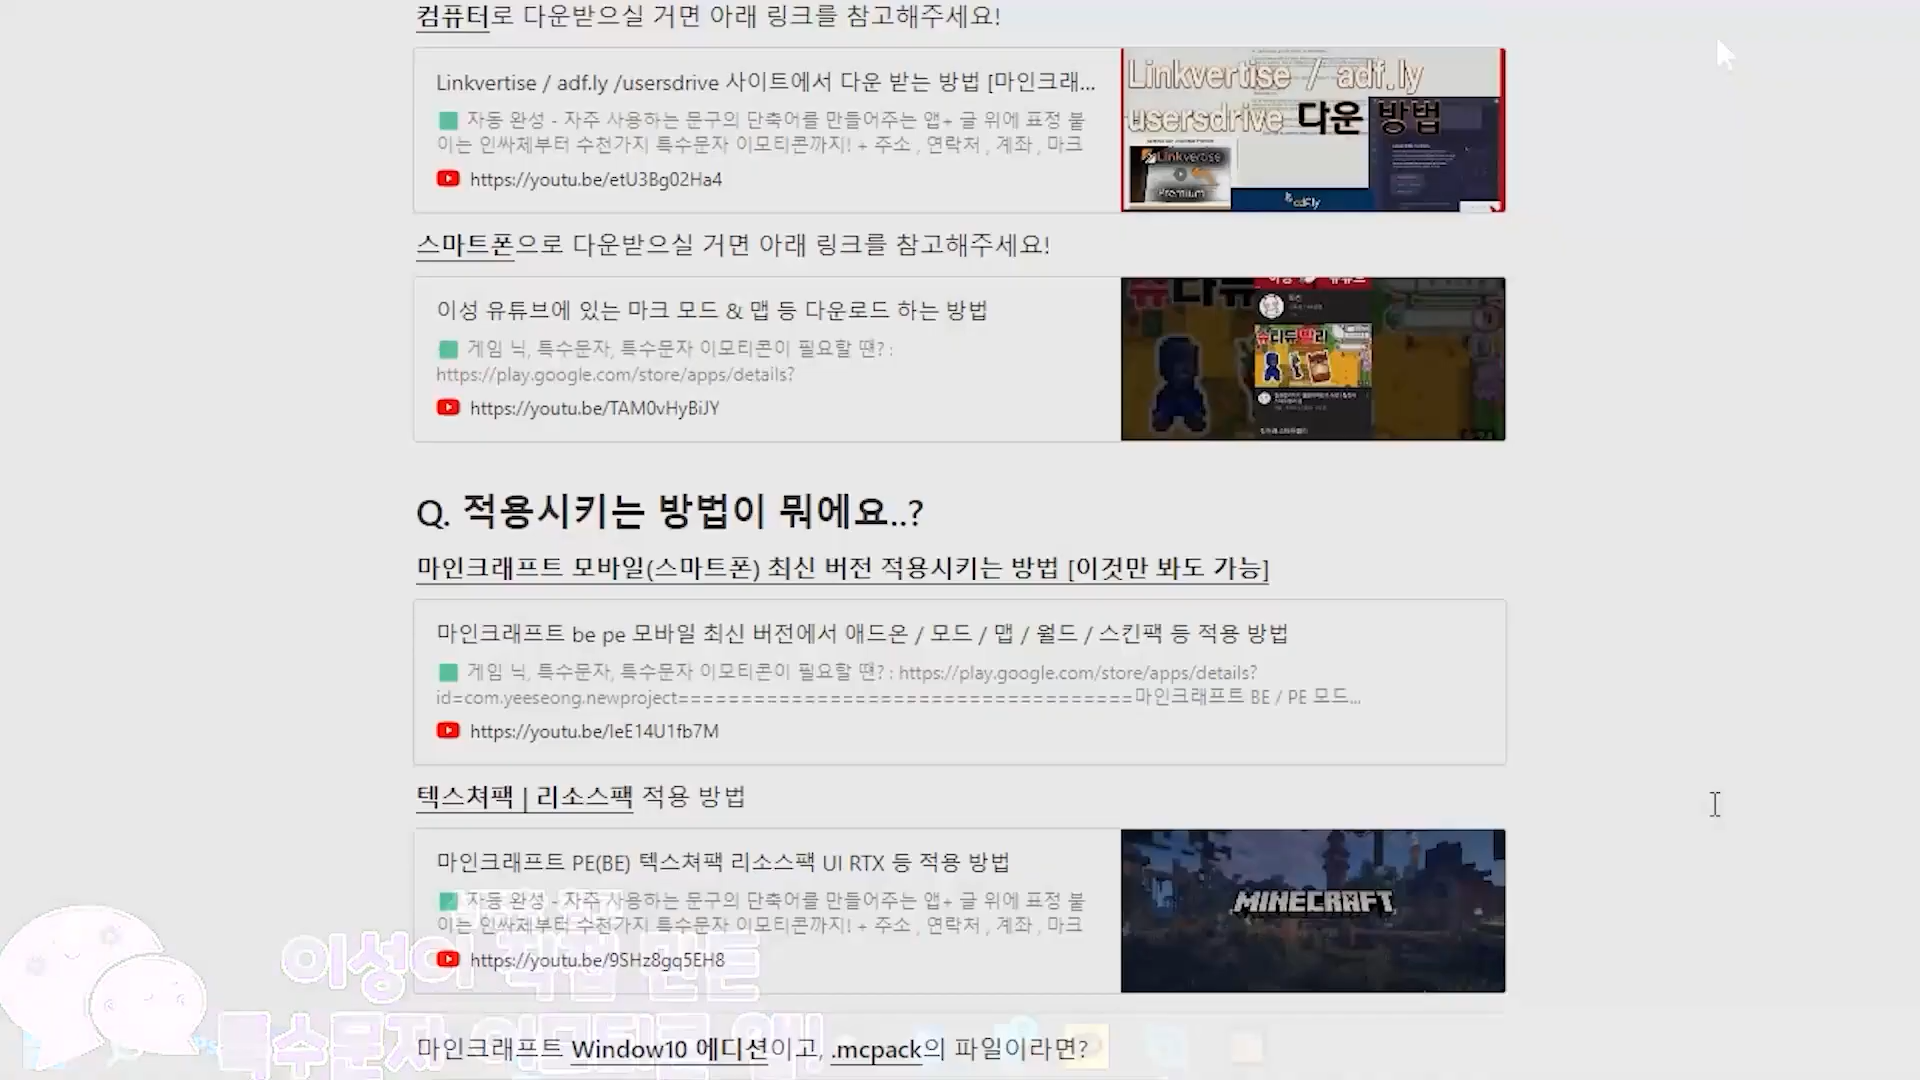 컴퓨터로 다운받으실 거면 아래 링크를 참고해주세요!
Linkvertise / adf.ly /usersdrive 사이트에서 다운 받는 방법 [마인크래...
자동 완성 - 자주 사용하는 문구의 단축어를 만들어주는 앱+ 글 위에 표정 붙
이는 인싸체부터 수천가지 특수문자 이모티콘까지! + 주소 , 연락처 , 계좌 , 마크
https://youtu.be/etU3Bg02Ha4
Linkvertise / adf.ly
usersdrive 다운 방법
Linkvertise
Premium
adf.ly
스마트폰으로 다운받으실 거면 아래 링크를 참고해주세요!
이성 유튜브에 있는 마크 모드 & 맵 등 다운로드 하는 방법
게임 닉, 특수문자, 특수문자 이모티콘이 필요할 땐? :
https://play.google.com/store/apps/details?
https://youtu.be/TAM0vHyBiJY
Q. 적용시키는 방법이 뭐에요..?
마인크래프트 모바일(스마트폰) 최신 버전 적용시키는 방법 [이것만 봐도 가능]
마인크래프트 be pe 모바일 최신 버전에서 애드온 / 모드 / 맵 / 월드 / 스킨팩 등 적용 방법
게임 닉, 특수문자, 특수문자 이모티콘이 필요할 땐? : https://play.google.com/store/apps/details?
id=com.yeeseong.newproject====================================마인크래프트 BE / PE 모드...
https://youtu.be/IeE14U1fb7M
텍스쳐팩 | 리소스팩 적용 방법
마인크래프트 PE(BE) 텍스쳐팩 리소스팩 UI RTX 등 적용 방법
자동 완성 - 자주 사용하는 문구의 단축어를 만들어주는 앱+ 글 위에 표정 붙
이는 인싸체부터 수천가지 특수문자 이모티콘까지! + 주소 , 연락처 , 계좌 , 마크
https://youtu.be/9SHz8gq5EH8
MINECRAFT
이성이 직접 만든
특수문자 이모티콘 앱!
마인크래프트 Window10 에디션이고, .mcpack의 파일이라면?